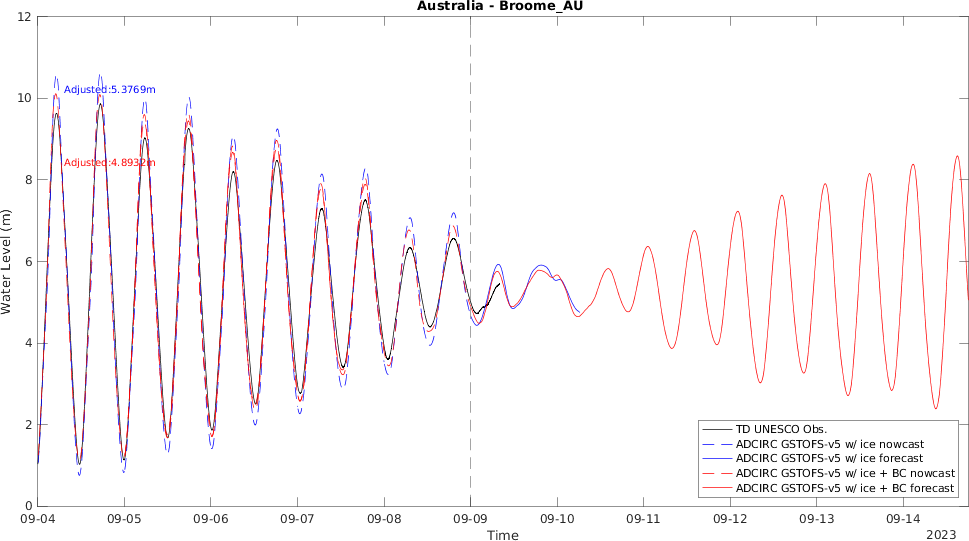 Australia - Broome_AU
12
10
8
6
4
2
0
Water Level (m)
Adjusted:5.3769m
Adjusted:4.8932m
TD UNESCO Obs.
ADCIRC GSTOFS-v5 w/ ice nowcast
ADCIRC GSTOFS-v5 w/ ice forecast
ADCIRC GSTOFS-v5 w/ ice + BC nowcast
ADCIRC GSTOFS-v5 w/ ice + BC forecast
09-04 09-05 09-06 09-07 09-08 09-09 09-10 09-11 09-12 09-13 09-14
Time
2023